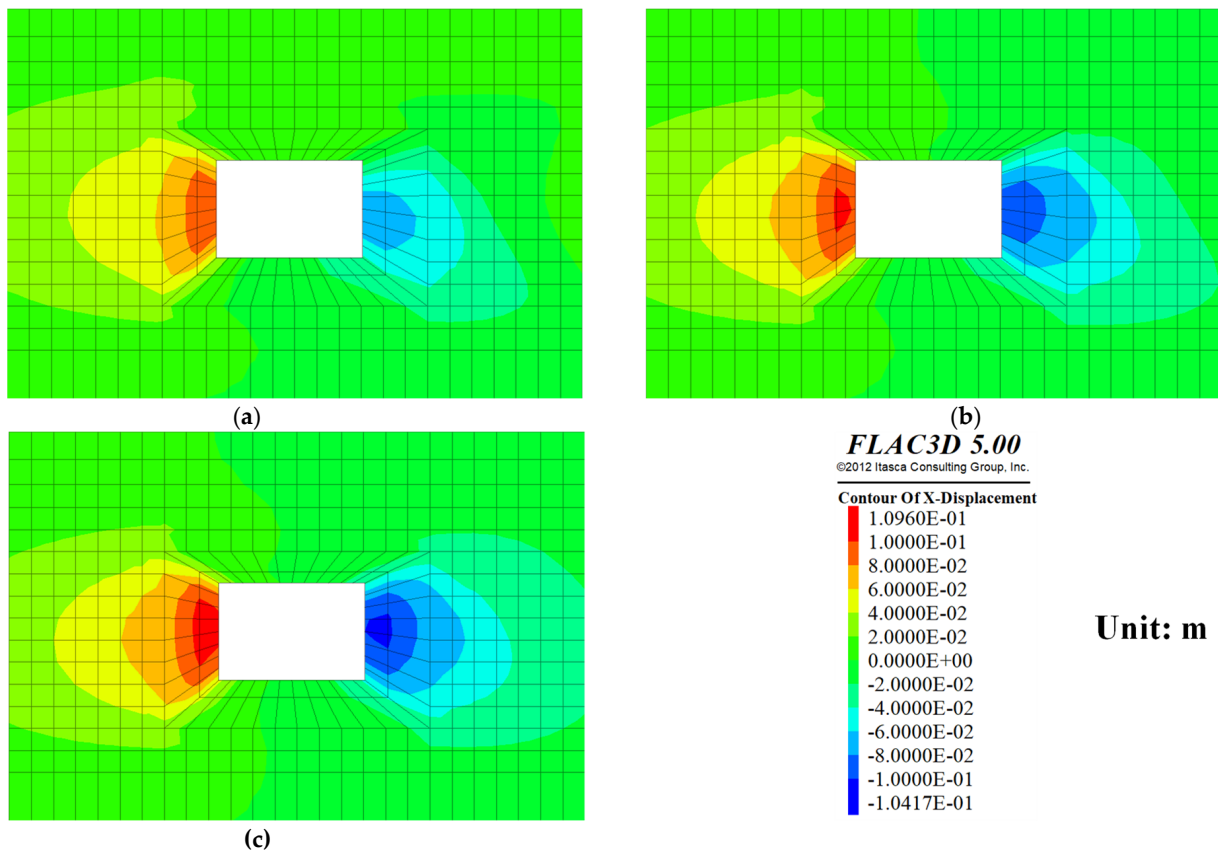 (a)
(b)
FLAC3D 5.00
©2012 Itasca Consulting Group, Inc.
Contour Of X-Displacement
1.0960E-01
1.0000E-01
8.0000E-02
6.0000E-02
4.0000E-02
2.0000E-02
0.0000E+00
-2.0000E-02
-4.0000E-02
-6.0000E-02
-8.0000E-02
-1.0000E-01
-1.0417E-01
Unit: m
(c)